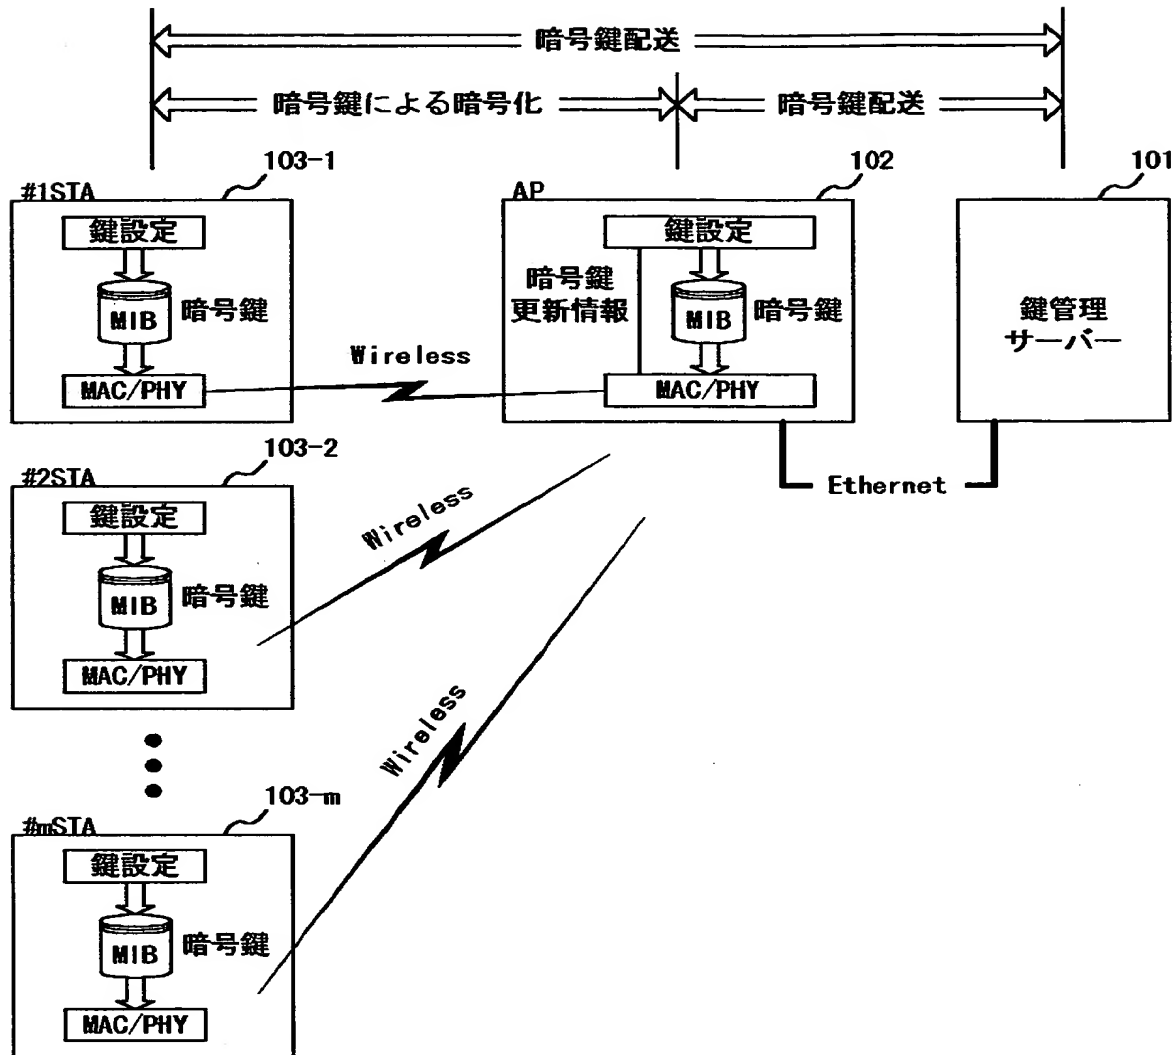 暗号鍵配送
暗号鍵による暗号化
暗号鍵配送
#1STA
103-1
鍵設定
MIB
暗号鍵
MAC/PHY
Wireless
AP
102
鍵設定
暗号鍵
更新情報
MIB
暗号鍵
MAC/PHY
101
鍵管理
サーバー
Ethernet
#2STA
103-2
鍵設定
MIB
暗号鍵
MAC/PHY
Wireless
#mSTA
103-m
鍵設定
MIB
暗号鍵
MAC/PHY
Wireless